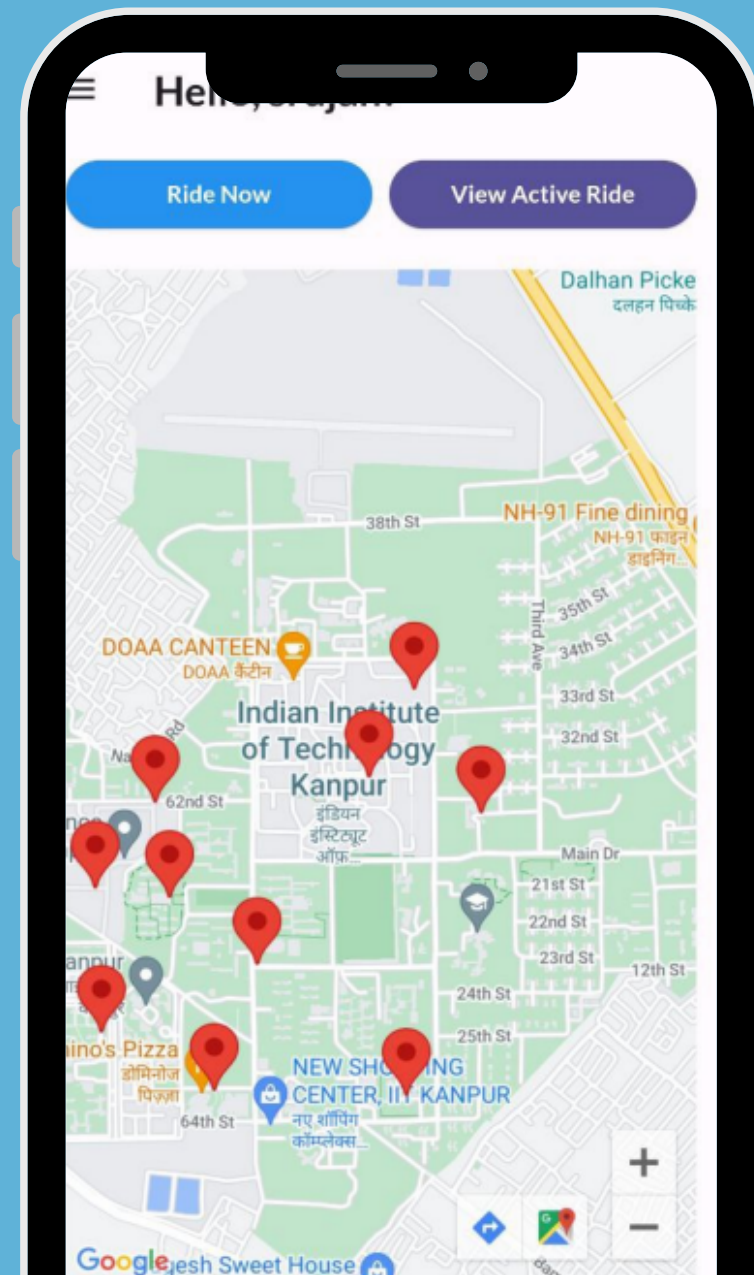 Ride Now
View Active Ride
Dalhan Picke
दलहन पिच्के
38th St
NH-91 Fine dining
NH-91 फाइन
डाइनिंग...
35th St
Third Ave
34th St
DOAA CANTEEN
DOAA कैंटीन
33rd St
Indian Institute
of Technology
Kanpur
इंडियन
इंस्टिट्यूट
ऑफ़...
32nd St
Rd
62nd St
Main Dr
21st St
22nd St
23rd St
12th St
anpur
24th St
25th St
ino's Pizza
डोमिनोज़
पिज़्ज़ा
NEW SHOPPING
CENTER, IIT KANPUR
नए शॉपिंग
कॉम्प्लेक्स...
64th St
+
−
Google
gesh Sweet House